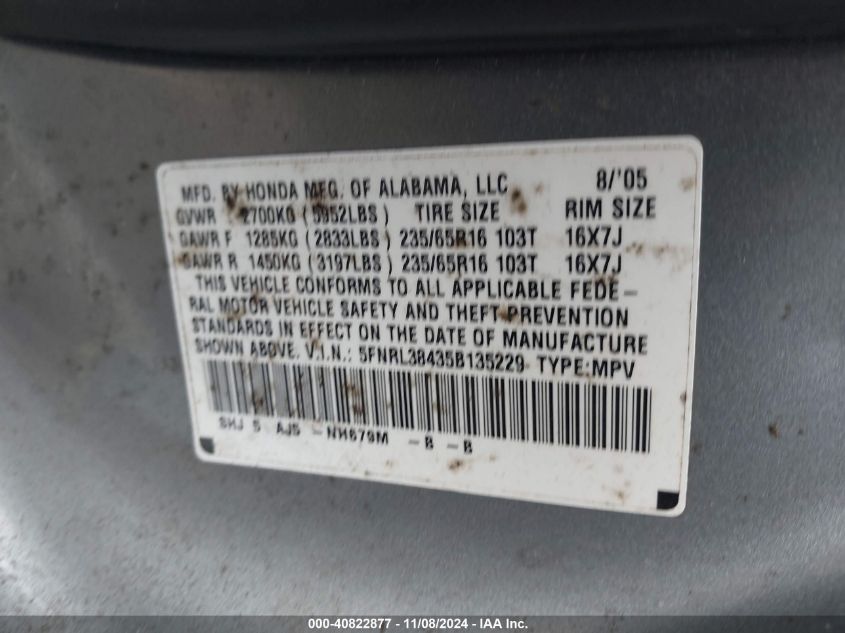 MFD. BY HONDA MFG. OF ALABAMA, LLC 8/'05
GVWR 2700KG (5952LBS) TIRE SIZE RIM SIZE
GAWR F 1285KG (2833LBS) 235/65R16 103T 16X7J
GAWR R 1450KG (3197LBS) 235/65R16 103T 16X7J
THIS VEHICLE CONFORMS TO ALL APPLICABLE FEDE-
RAL MOTOR VEHICLE SAFETY AND THEFT PREVENTION
STANDARDS IN EFFECT ON THE DATE OF MANUFACTURE
SHOWN ABOVE. V.I.N.: 5FNRL38435B135229 TYPE:MPV
SHJ 5 AJ5 -NH679M -B -B
000-40822877 - 11/08/2024 - IAA Inc.